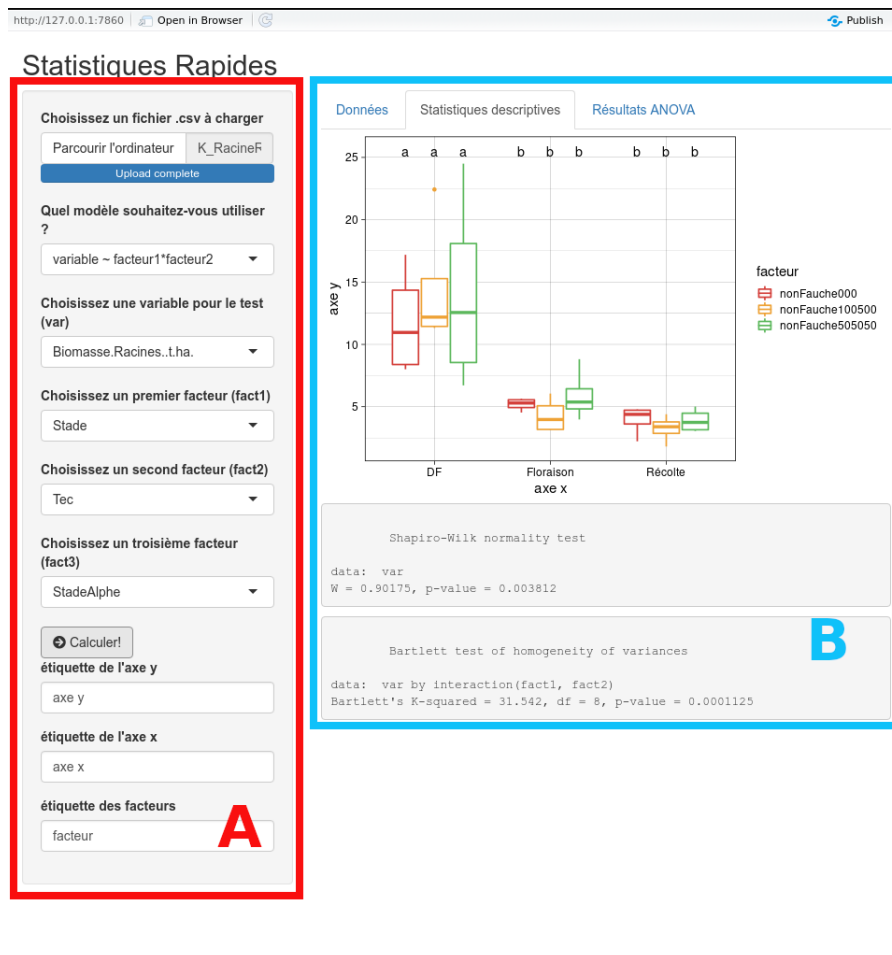 http://127.0.0.1:7860 Open in Browser Publish
Statistiques Rapides
Choisissez un fichier .csv à charger
Parcourir l'ordinateur K_RacineR
Upload complete
Quel modèle souhaitez-vous utiliser
?
variable ~ facteur1*facteur2
Choisissez une variable pour le test
(var)
Biomasse.Racines..t.ha.
Choisissez un premier facteur (fact1)
Stade
Choisissez un second facteur (fact2)
Tec
Choisissez un troisième facteur
(fact3)
StadeAlphe
Calculer!
étiquette de l'axe y
axe y
étiquette de l'axe x
axe x
étiquette des facteurs
facteur
A
Données Statistiques descriptives Résultats ANOVA
a a a b b b b b b
25
20
15
10
5
axe y
DF Floraison Récolte
axe x
facteur
nonFauche000
nonFauche100500
nonFauche505050
Shapiro-Wilk normality test
data: var
W = 0.90175, p-value = 0.003812
B
Bartlett test of homogeneity of variances
data: var by interaction(fact1, fact2)
Bartlett's K-squared = 31.542, df = 8, p-value = 0.0001125